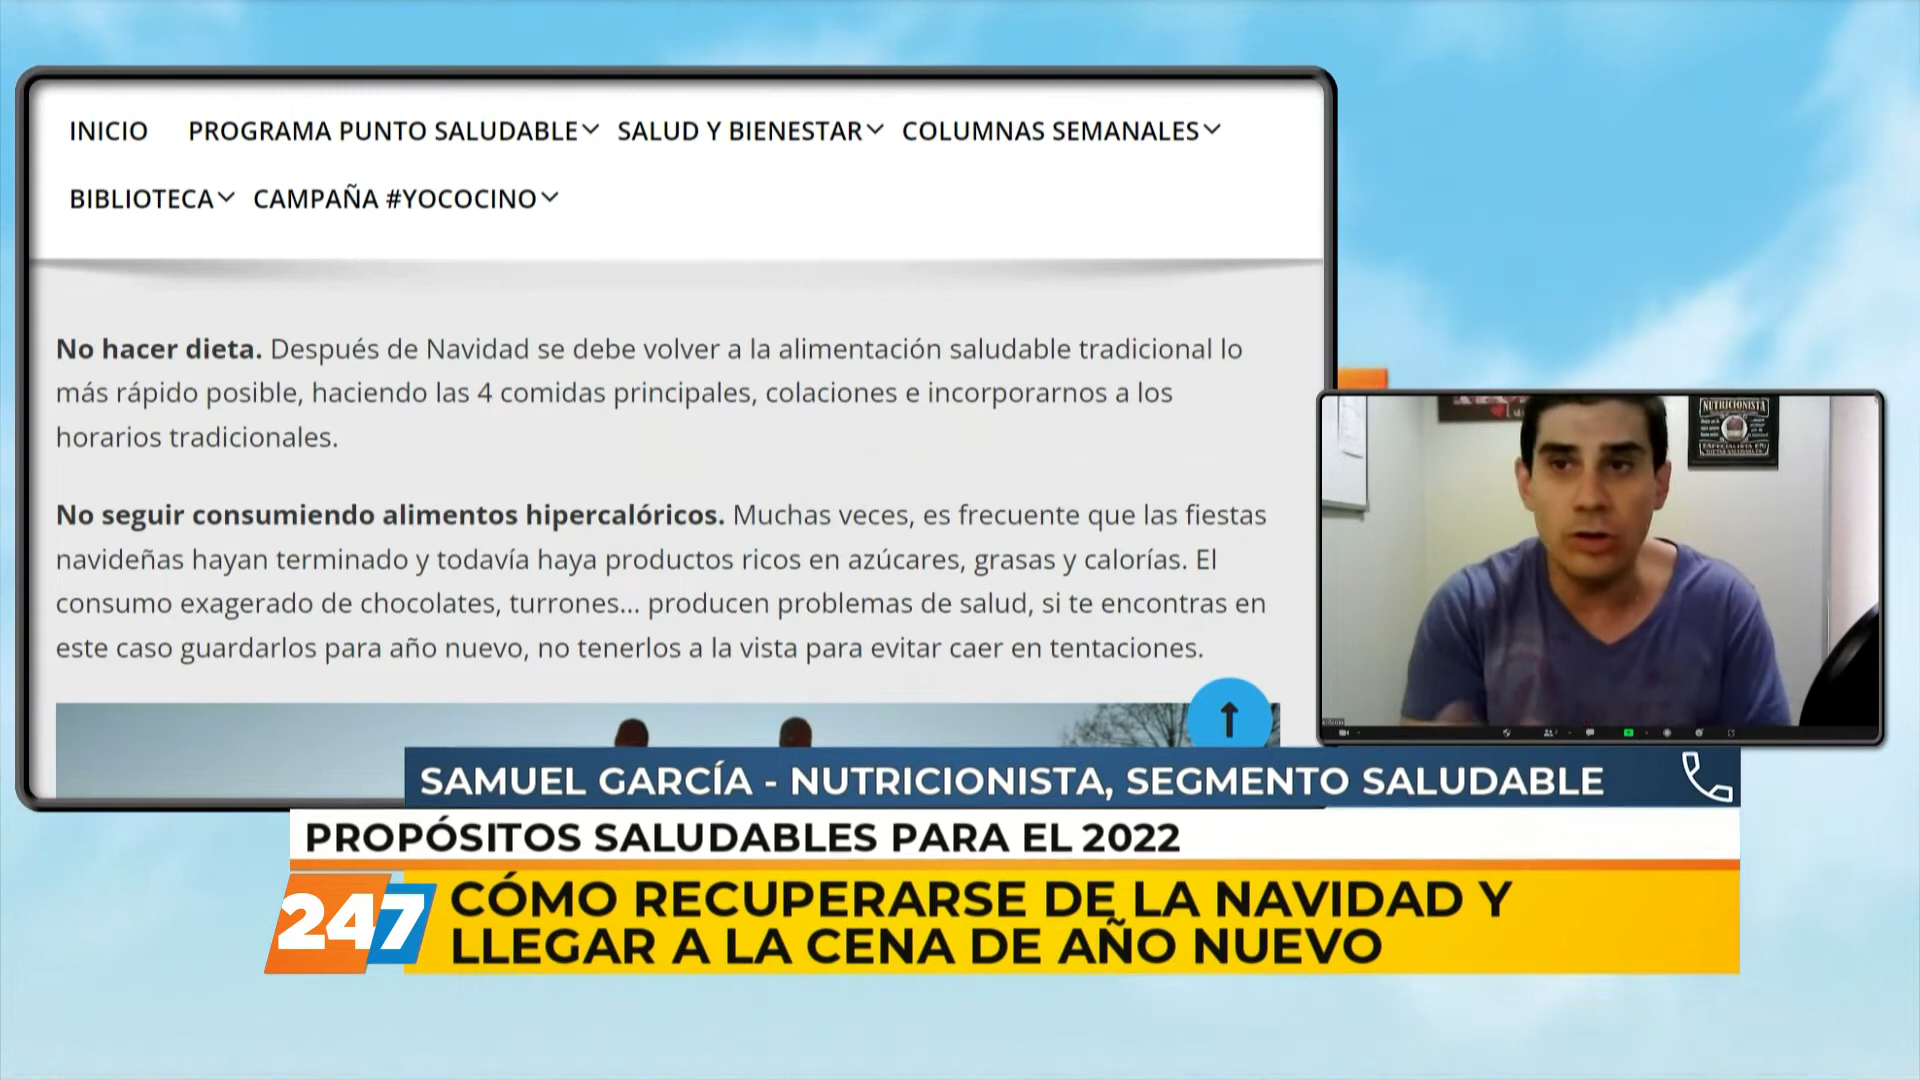 INICIO PROGRAMA PUNTO SALUDABLE SALUD Y BIENESTAR COLUMNAS SEMANALES
BIBLIOTECA CAMPAÑA #YOCOCINO
No hacer dieta. Después de Navidad se debe volver a la alimentación saludable tradicional lo
más rápido posible, haciendo las 4 comidas principales, colaciones e incorporarnos a los
horarios tradicionales.
No seguir consumiendo alimentos hipercalóricos. Muchas veces, es frecuente que las fiestas
navideñas hayan terminado y todavía haya productos ricos en azúcares, grasas y calorías. El
consumo exagerado de chocolates, turrones... producen problemas de salud, si te encontras en
este caso guardarlos para año nuevo, no tenerlos a la vista para evitar caer en tentaciones.
NUTRICIONISTA
SAMUEL GARCÍA - NUTRICIONISTA, SEGMENTO SALUDABLE
PROPÓSITOS SALUDABLES PARA EL 2022
247
CÓMO RECUPERARSE DE LA NAVIDAD Y
LLEGAR A LA CENA DE AÑO NUEVO